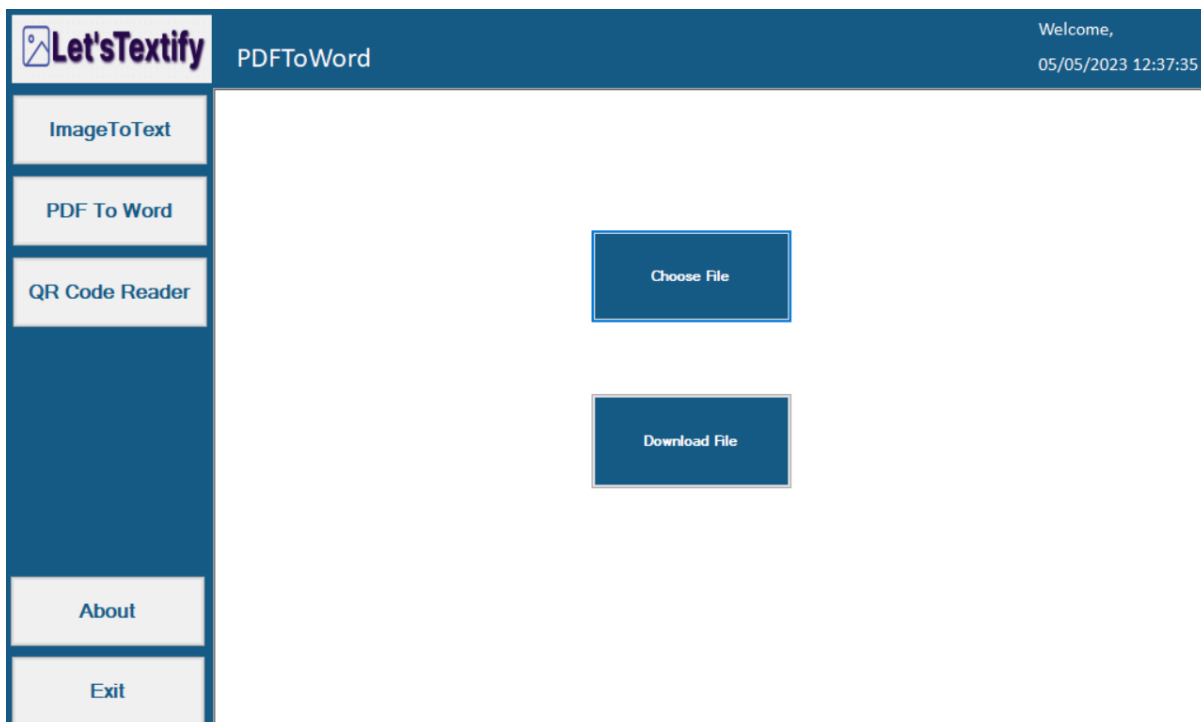 Let'sTextify
PDFToWord
Welcome,
05/05/2023 12:37:35
ImageToText
PDF To Word
QR Code Reader
Choose File
Download File
About
Exit